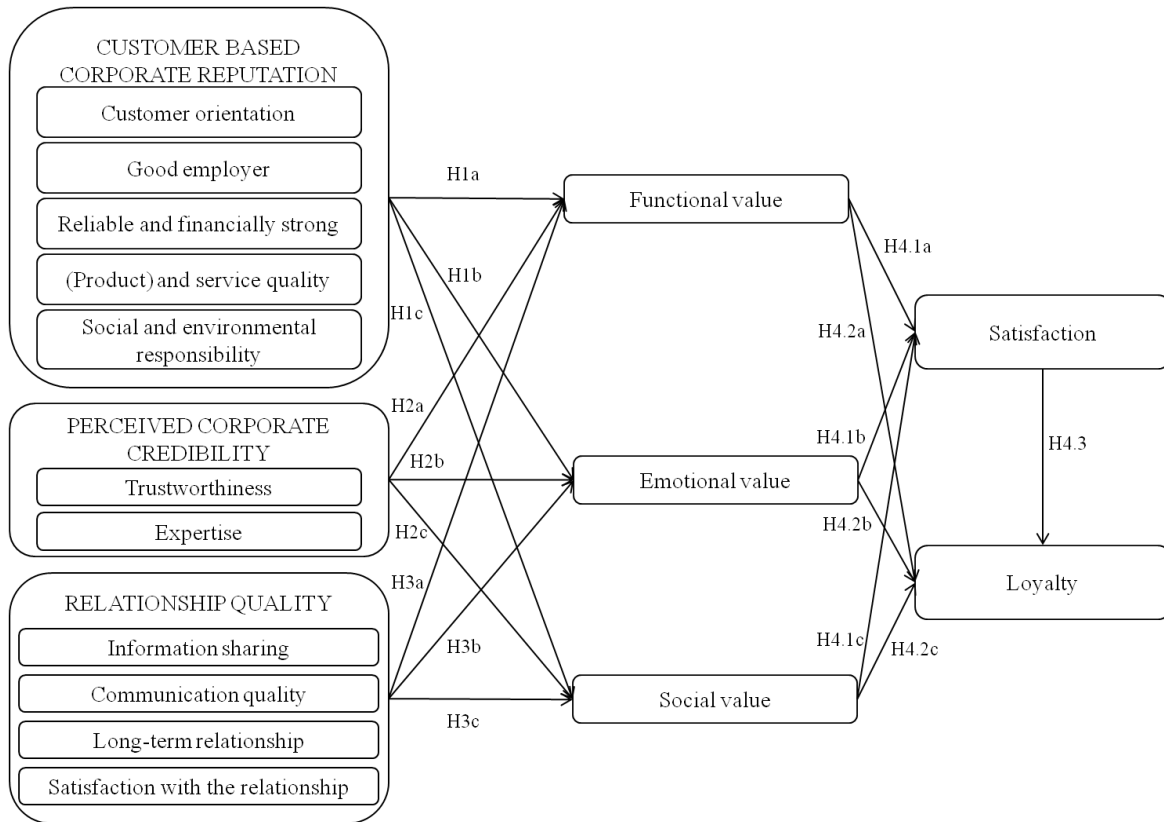 CUSTOMER BASED
CORPORATE REPUTATION
Customer orientation
Good employer
Reliable and financially strong
(Product) and service quality
Social and environmental
responsibility
PERCEIVED CORPORATE
CREDIBILITY
Trustworthiness
Expertise
RELATIONSHIP QUALITY
Information sharing
Communication quality
Long-term relationship
Satisfaction with the relationship
H1a
H1b
H1c
H2a
H2b
H2c
H3a
H3b
H3c
Functional value
Emotional value
Social value
H4.1a
H4.2a
H4.1b
H4.2b
H4.1c
H4.2c
Satisfaction
H4.3
Loyalty